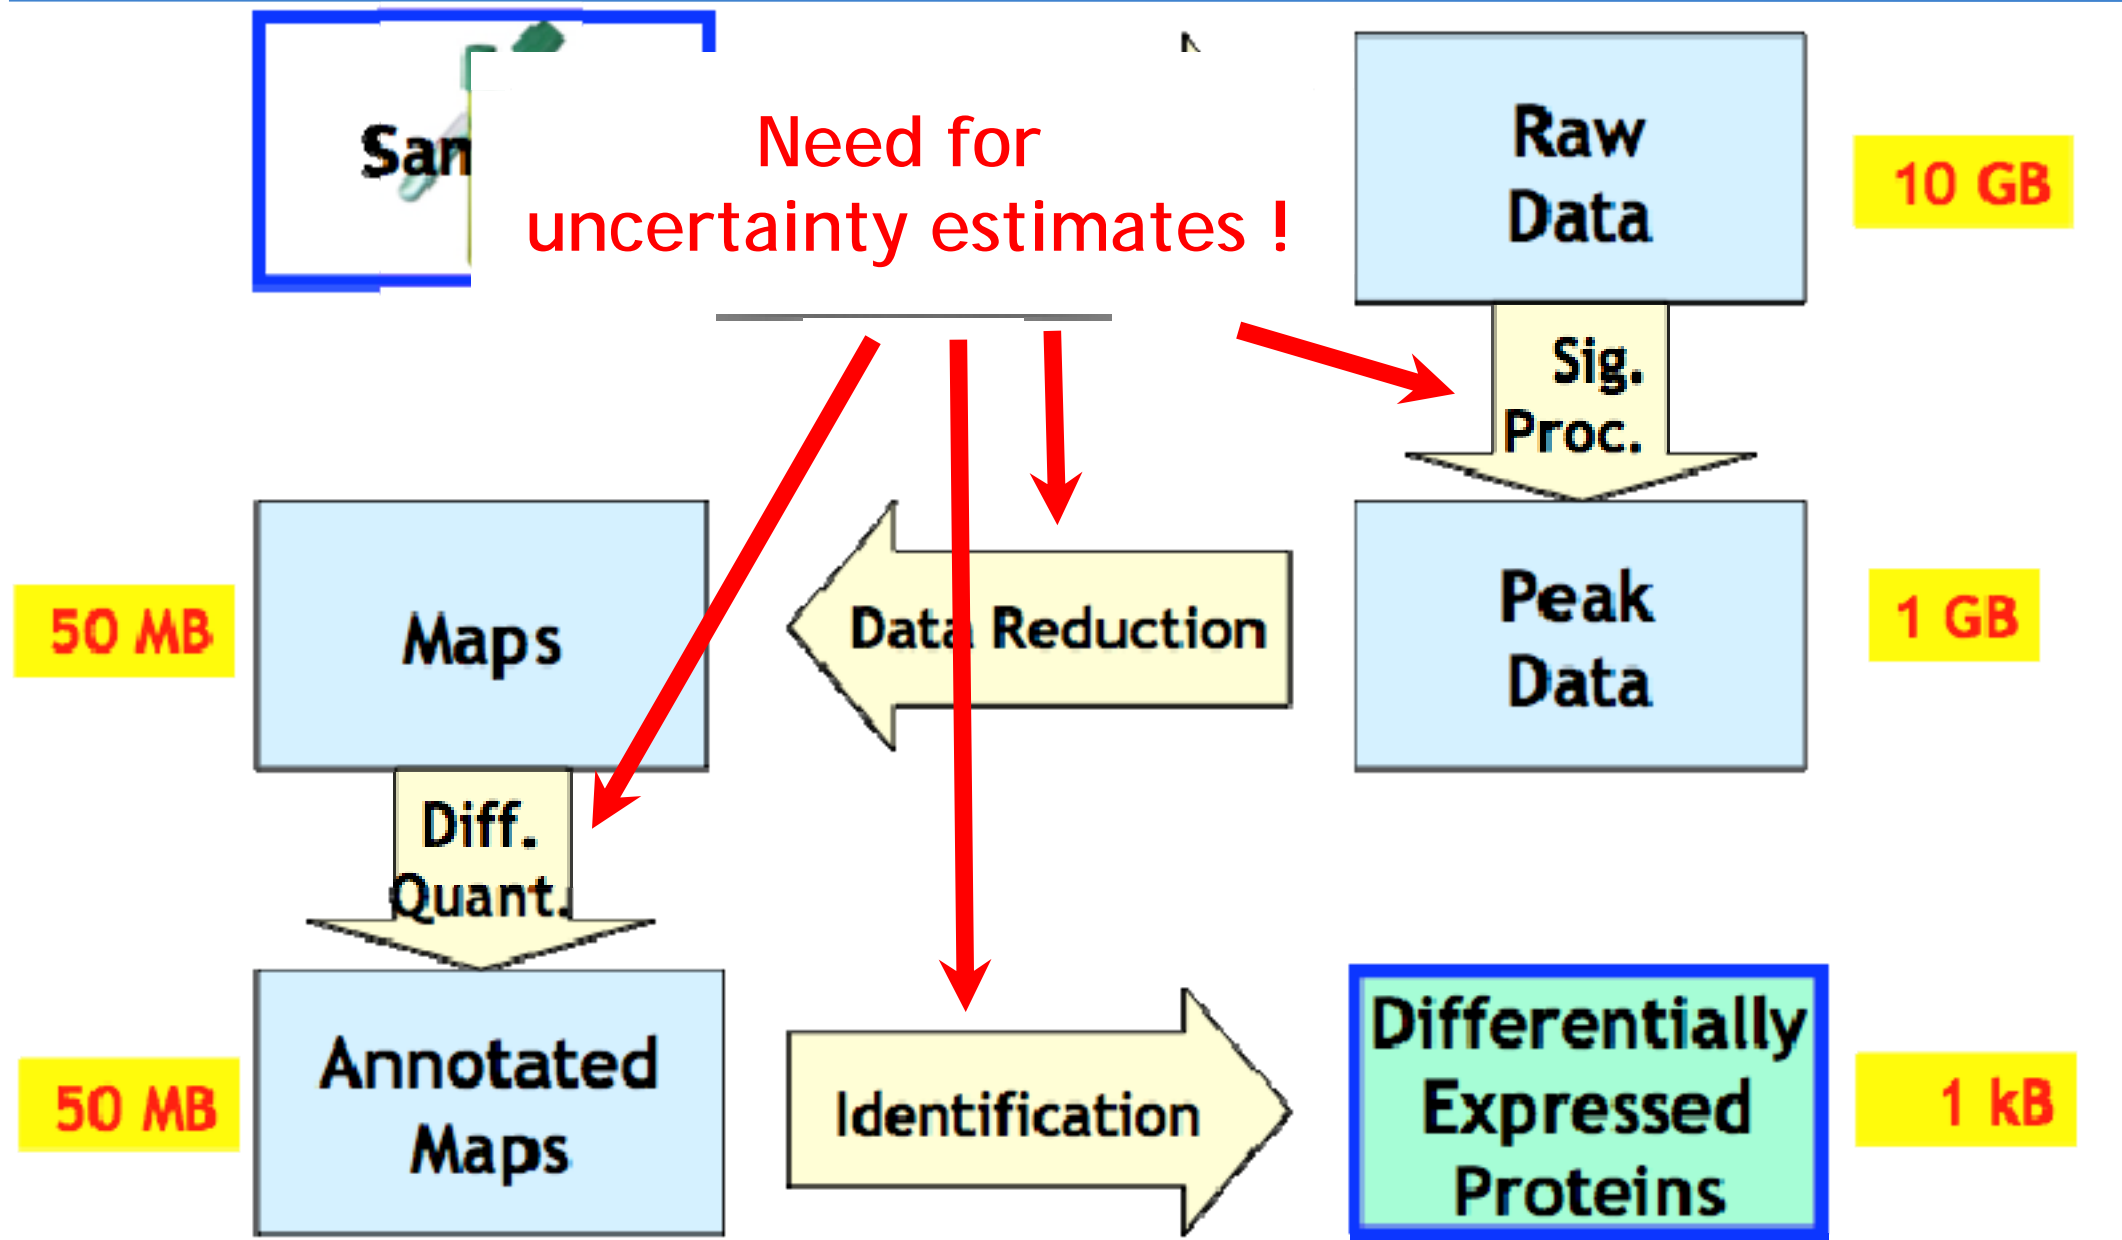 San
Need for
uncertainty estimates !
Raw
Data
10 GB
Sig.
Proc.
50 MB
Maps
Data Reduction
Peak
Data
1 GB
Diff.
Quant.
50 MB
Annotated
Maps
Identification
Differentially
Expressed
Proteins
1 kB